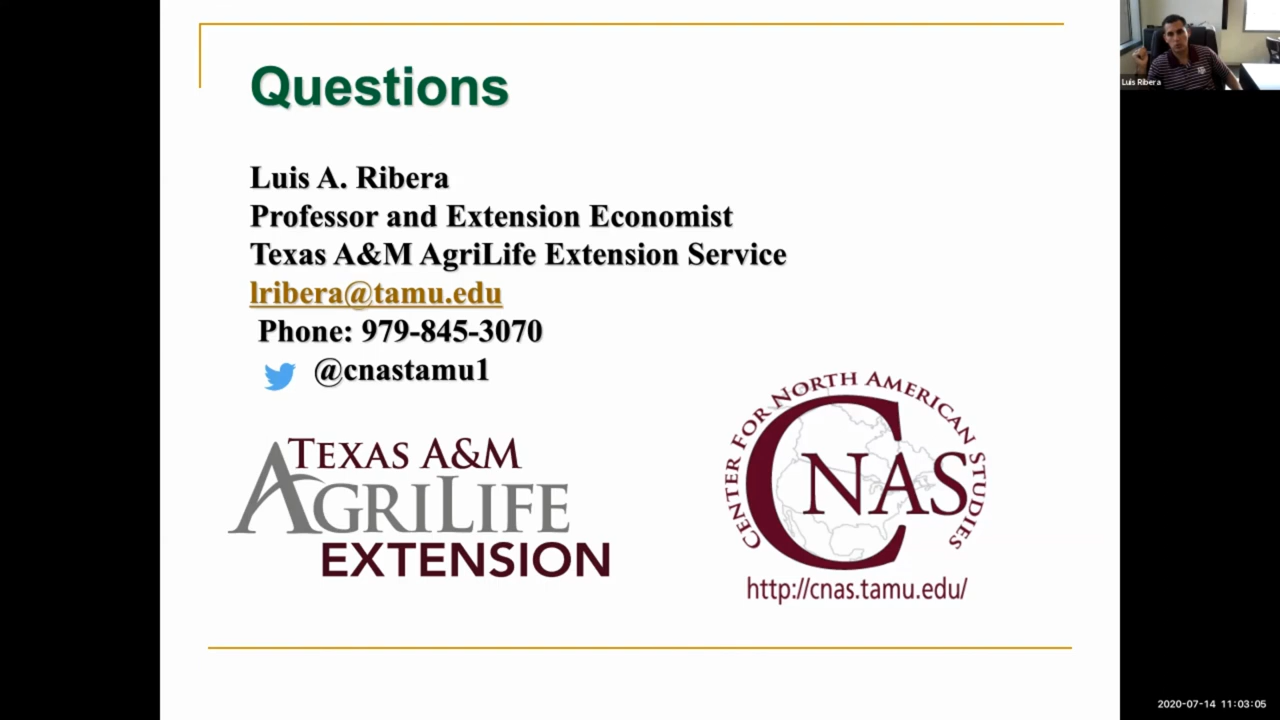 Questions
Luis A. Ribera
Professor and Extension Economist
Texas A&M AgriLife Extension Service
lribera@tamu.edu
Phone: 979-845-3070
@cnastamu1
TEXAS A&M
AGRILIFE
EXTENSION
CENTER FOR NORTH AMERICAN STUDIES
CNAS
http://cnas.tamu.edu/
Luis Ribera
2020-07-14 11:03:05